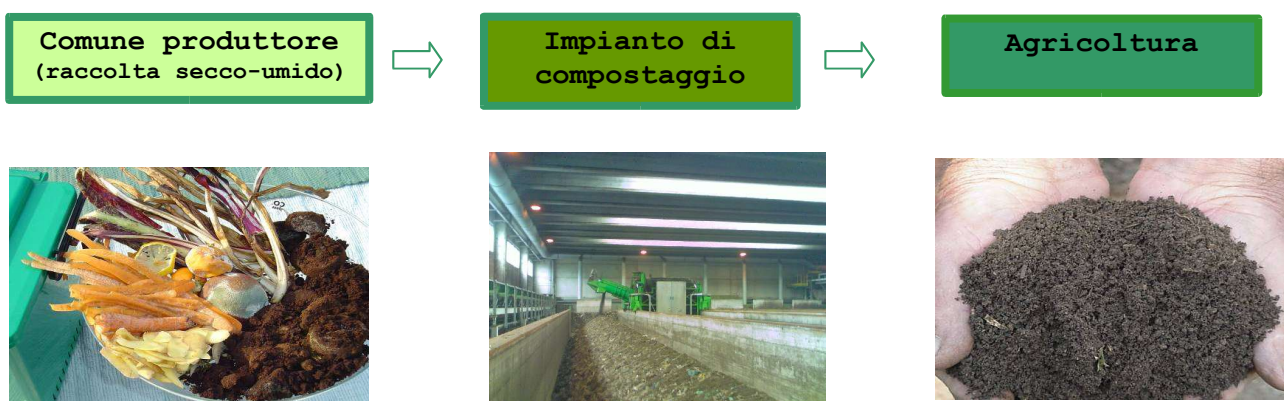 Comune produttore
(raccolta secco-umido)
Impianto di
compostaggio
Agricoltura